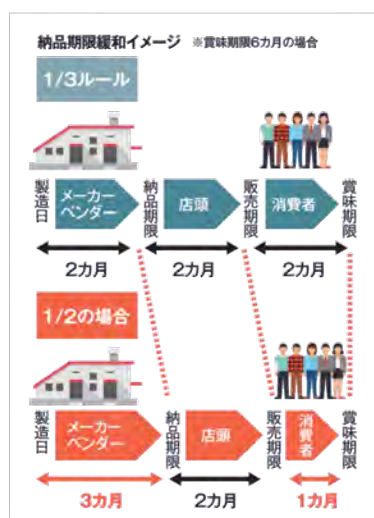 納品期限緩和イメージ ※賞味期限6カ月の場合
1/3ルール
製造日
メーカー
ベンダー
納品期限
店頭
販売期限
消費者
賞味期限
2カ月
2カ月
2カ月
1/2の場合
製造日
メーカー
ベンダー
納品期限
店頭
販売期限
消費者
賞味期限
3カ月
2カ月
1カ月